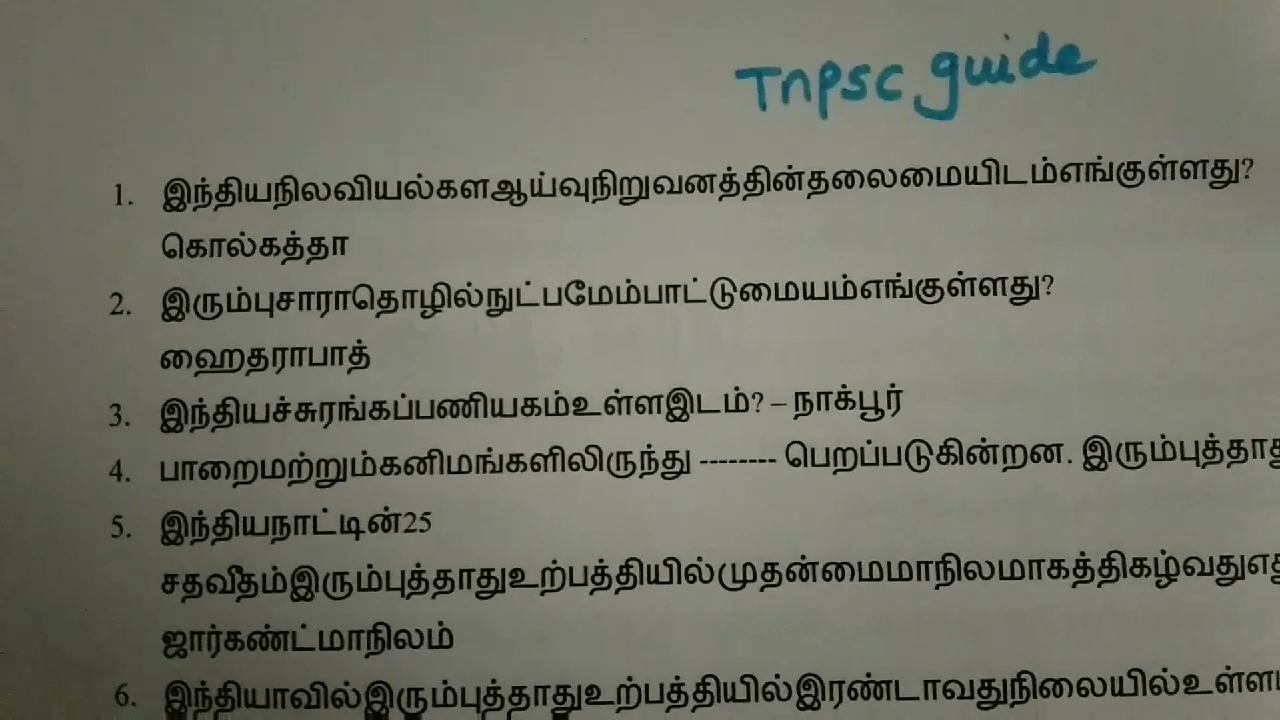 Tnpsc guide
1. இந்தியநிலவியல்களஆய்வுநிறுவனத்தின்தலைமையிடம்எங்குள்ளது?
கொல்கத்தா
2. இரும்புசாராதொழில்நுட்பமேம்பாட்டுமையம்எங்குள்ளது?
ஹைதராபாத்
3. இந்தியச்சுரங்கப்பணியகம்உள்ளஇடம்? – நாக்பூர்
4. பாறைமற்றும்கனிமங்களிலிருந்து -------- பெறப்படுகின்றன. இரும்புத்தாது
5. இந்தியநாட்டின்25
சதவீதம்இரும்புத்தாதுஉற்பத்தியில்முதன்மைமாநிலமாகத்திகழ்வதுஎது
ஜார்கண்ட்மாநிலம்
6. இந்தியாவில்இரும்புத்தாதுஉற்பத்தியில்இரண்டாவதுநிலையில்உள்ள